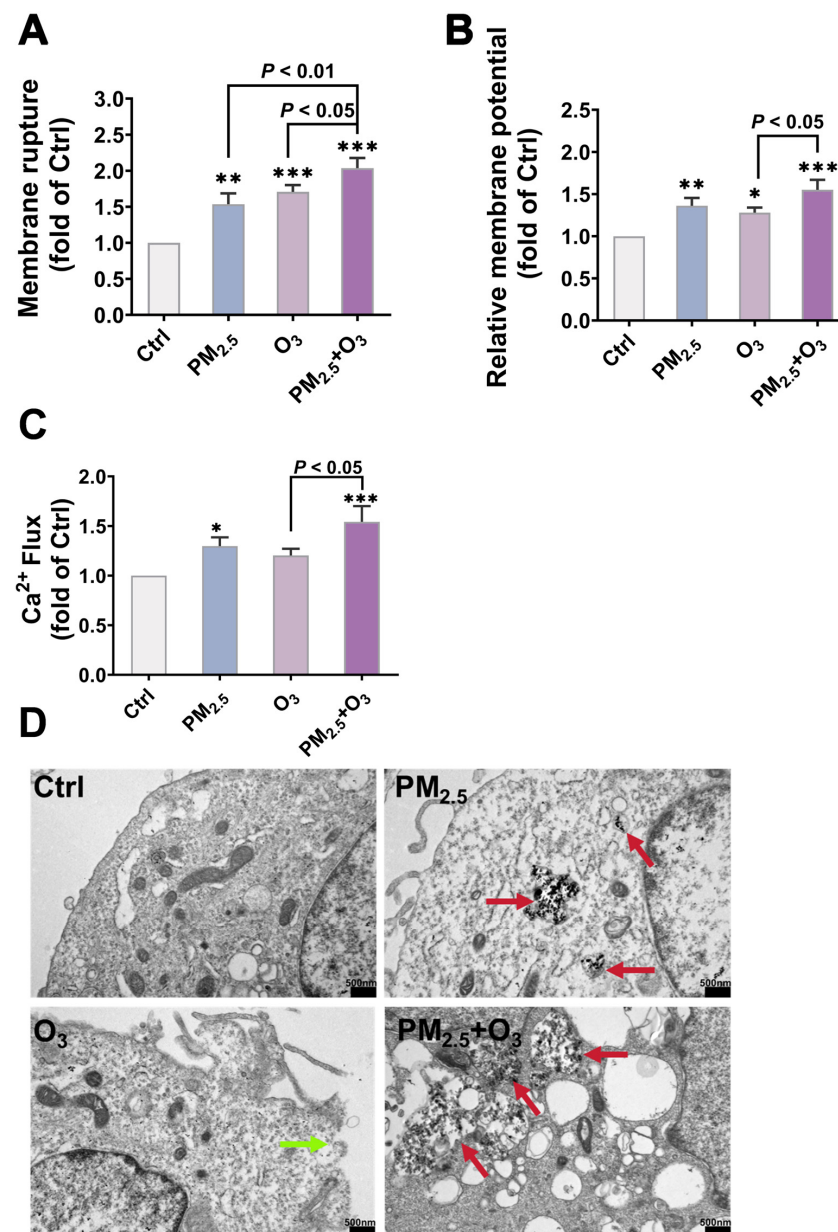 A
Membrane rupture
(fold of Ctrl)
3.0
2.5
2.0
1.5
1.0
0.5
0.0
P < 0.01
P < 0.05
**
***
***
Ctrl
PM2.5
O3
PM2.5+O3
B
Relative membrane potential
(fold of Ctrl)
2.5
2.0
1.5
1.0
0.5
0.0
P < 0.05
**
*
***
Ctrl
PM2.5
O3
PM2.5+O3
C
Ca2+ Flux
(fold of Ctrl)
2.0
1.5
1.0
0.5
0.0
P < 0.05
*
***
Ctrl
PM2.5
O3
PM2.5+O3
D
Ctrl
500nm
PM2.5
500nm
O3
500nm
PM2.5+O3
500nm